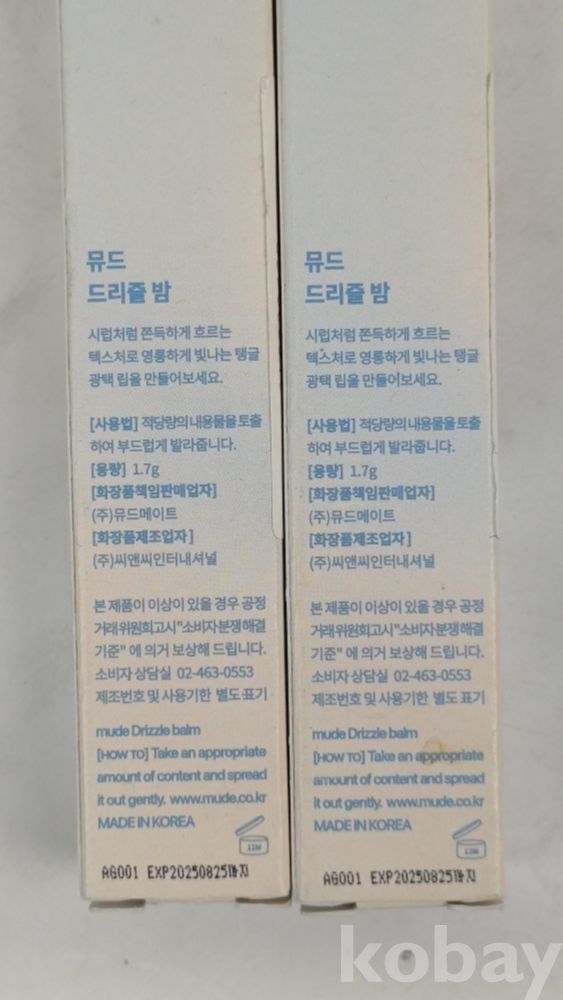 뮤드
드리즐 밤
시럽처럼 쫀득하게 흐르는
텍스처로 영롱하게 빛나는 탱글
광택 립을 만들어보세요.
[사용법] 적당량의 내용물을 토출
하여 부드럽게 발라줍니다.
[용량] 1.7g
[화장품책임판매업자]
(주)뮤드메이트
[화장품제조업자]
(주)씨앤씨인터내셔널
본 제품이 이상이 있을 경우 공정
거래위원회고시"소비자분쟁해결
기준" 에 의거 보상해 드립니다.
소비자 상담실 02-463-0553
제조번호 및 사용기한 별도 표기
mude Drizzle balm
[HOW TO] Take an appropriate
amount of content and spread
it out gently. www.mude.co.kr
MADE IN KOREA
12M
AG001 EXP20250825까지
뮤드
드리즐 밤
시럽처럼 쫀득하게 흐르는
텍스처로 영롱하게 빛나는 탱글
광택 립을 만들어보세요.
[사용법] 적당량의 내용물을 토출
하여 부드럽게 발라줍니다.
[용량] 1.7g
[화장품책임판매업자]
(주)뮤드메이트
[화장품제조업자]
(주)씨앤씨인터내셔널
본 제품이 이상이 있을 경우 공정
거래위원회고시"소비자분쟁해결
기준" 에 의거 보상해 드립니다.
소비자 상담실 02-463-0553
제조번호 및 사용기한 별도 표기
mude Drizzle balm
[HOW TO] Take an appropriate
amount of content and spread
it out gently. www.mude.co.kr
MADE IN KOREA
12M
AG001 EXP20250825까지
kobay